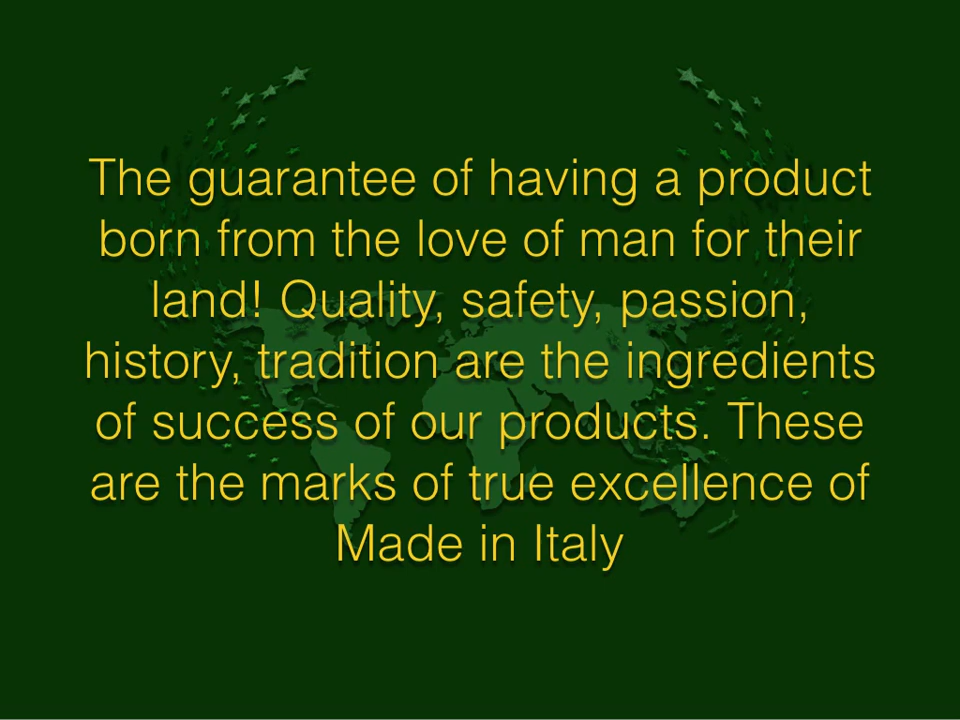 The guarantee of having a product
born from the love of man for their
land! Quality, safety, passion,
history, tradition are the ingredients
of success of our products. These
are the marks of true excellence of
Made in Italy